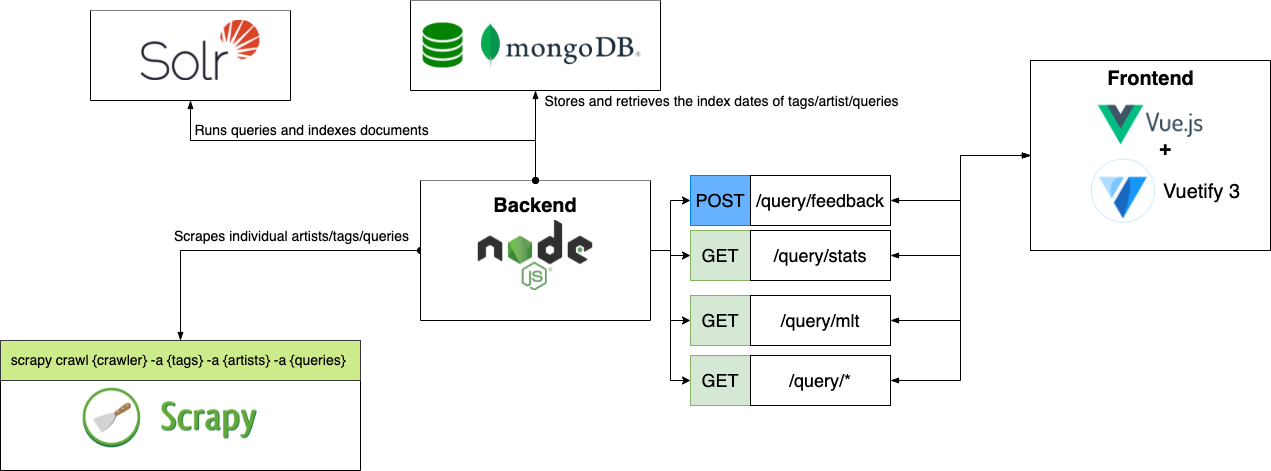 Solr
mongoDB®
Stores and retrieves the index dates of tags/artist/queries
Runs queries and indexes documents
Frontend
Vue.js
+
Vuetify 3
Backend
node
JS
POST /query/feedback
GET /query/stats
GET /query/mlt
GET /query/*
Scrapes individual artists/tags/queries
scrapy crawl {crawler} -a {tags} -a {artists} -a {queries}
Scrapy